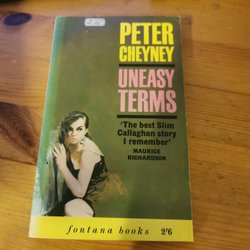 PETER
CHEYNEY
UNEASY
TERMS
'The best Slim
Callaghan story
I remember'
MAURICE
RICHARDSON
fontana books 2'6